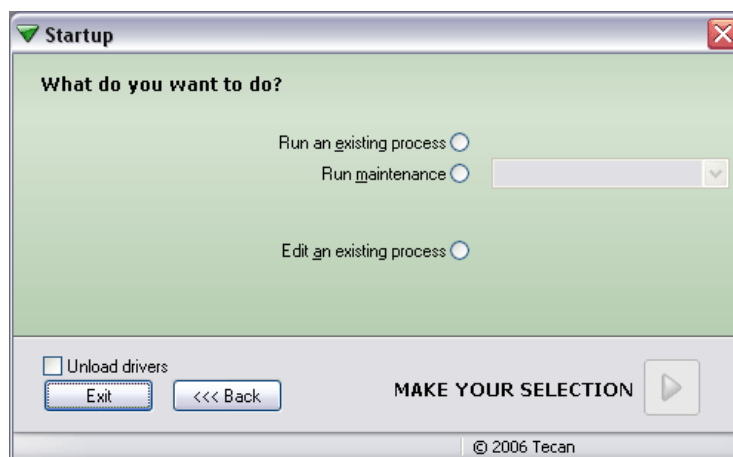 Startup
What do you want to do?
Run an existing process
Run maintenance
Edit an existing process
Unload drivers
Exit
<<< Back
MAKE YOUR SELECTION
© 2006 Tecan